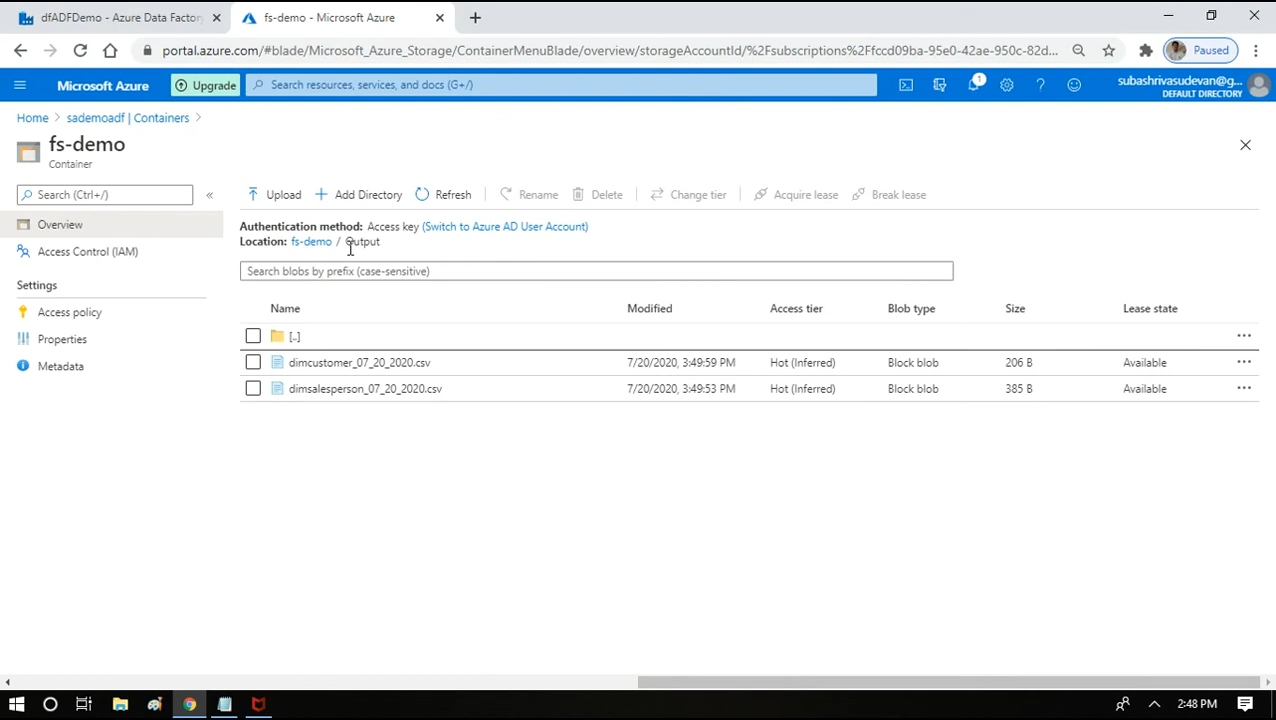 dfADFDemo - Azure Data Factory
fs-demo - Microsoft Azure
portal.azure.com/#blade/Microsoft_Azure_Storage/ContainerMenuBlade/overview/storageAccountId/%2Fsubscriptions%2Ffccd09ba-95e0-42ae-950c-82d...
Paused
Microsoft Azure
Upgrade
Search resources, services, and docs (G+/)
1
subashrivasudevan@g...
DEFAULT DIRECTORY
Home > sademoadf | Containers >
fs-demo
Container
Search (Ctrl+/)
«
Overview
Access Control (IAM)
Settings
Access policy
Properties
Metadata
Upload + Add Directory Refresh Rename Delete Change tier Acquire lease Break lease
Authentication method: Access key (Switch to Azure AD User Account)
Location: fs-demo / Output
Search blobs by prefix (case-sensitive)
Name Modified Access tier Blob type Size Lease state
[..]
dimcustomer_07_20_2020.csv 7/20/2020, 3:49:59 PM Hot (Inferred) Block blob 206 B Available
dimsalesperson_07_20_2020.csv 7/20/2020, 3:49:53 PM Hot (Inferred) Block blob 385 B Available
2:48 PM